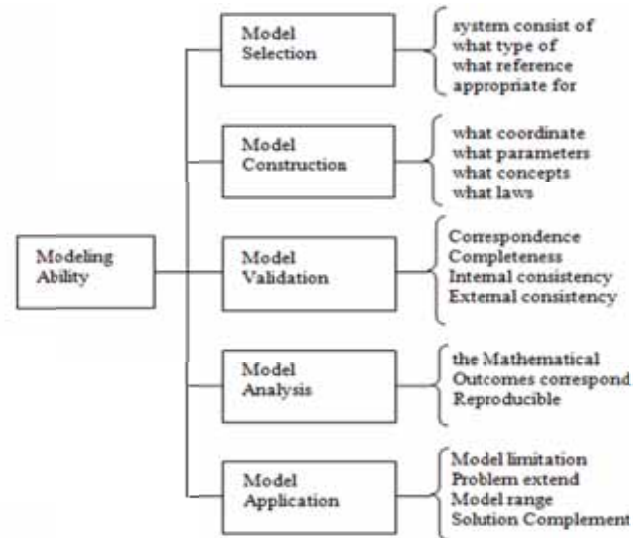 Model
Selection
system consist of
what type of
what reference
appropriate for
Model
Construction
what coordinate
what parameters
what concepts
what laws
Modeling
Ability
Model
Validation
Correspondence
Completeness
Internal consistency
External consistency
Model
Analysis
the Mathematical
Outcomes correspond
Reproducible
Model
Application
Model limitation
Problem extend
Model range
Solution Complement